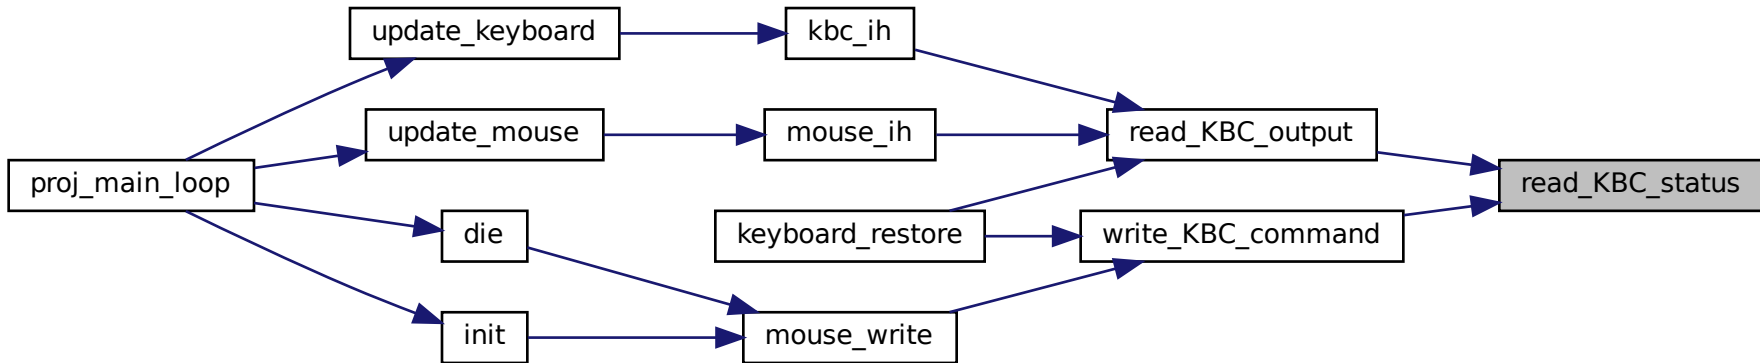 update_keyboard
kbc_ih
update_mouse
mouse_ih
read_KBC_output
proj_main_loop
read_KBC_status
die
keyboard_restore
write_KBC_command
init
mouse_write